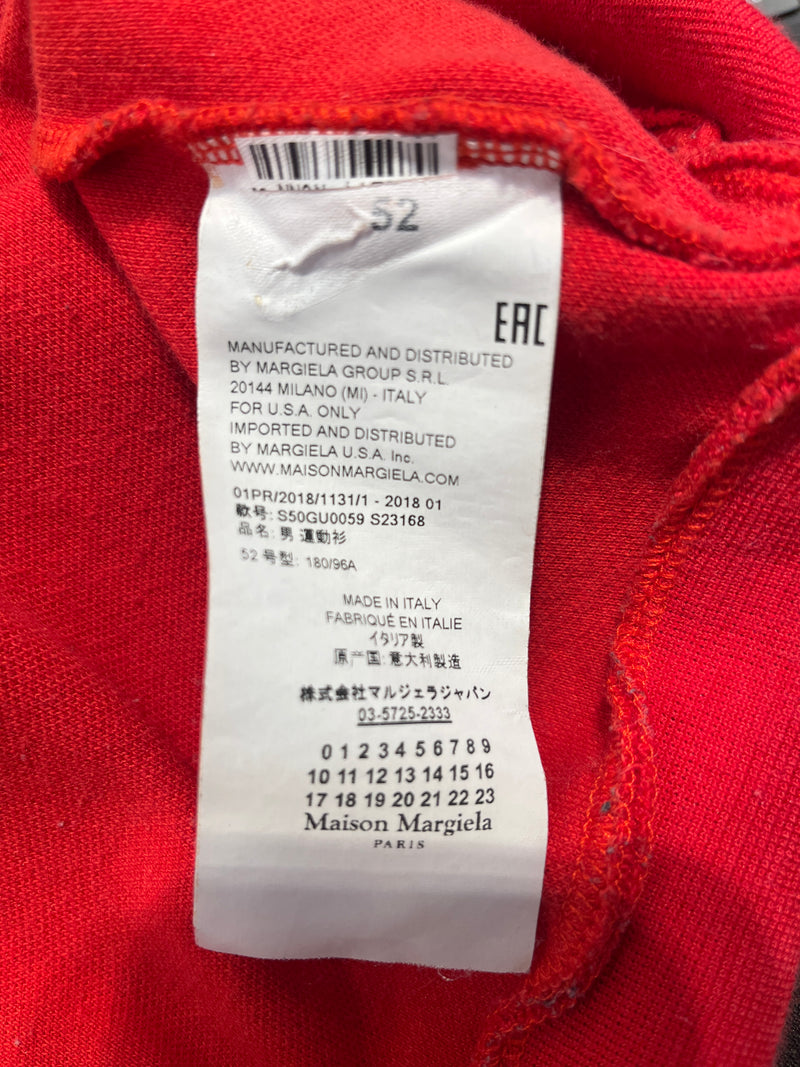 52
EAC
MANUFACTURED AND DISTRIBUTED
BY MARGIELA GROUP S.R.L.
20144 MILANO (MI) - ITALY
FOR U.S.A. ONLY
IMPORTED AND DISTRIBUTED
BY MARGIELA U.S.A. Inc.
WWW.MAISONMARGIELA.COM
01PR/2018/1131/1 - 2018 01
款号: S50GU0059 S23168
品名: 男 運動衫
52 号型: 180/96A
MADE IN ITALY
FABRIQUÉ EN ITALIE
イタリア製
原产国: 意大利製造
株式会社マルジェラジャパン
03-5725-2333
0 1 2 3 4 5 6 7 8 9
10 11 12 13 14 15 16
17 18 19 20 21 22 23
Maison Margiela
PARIS